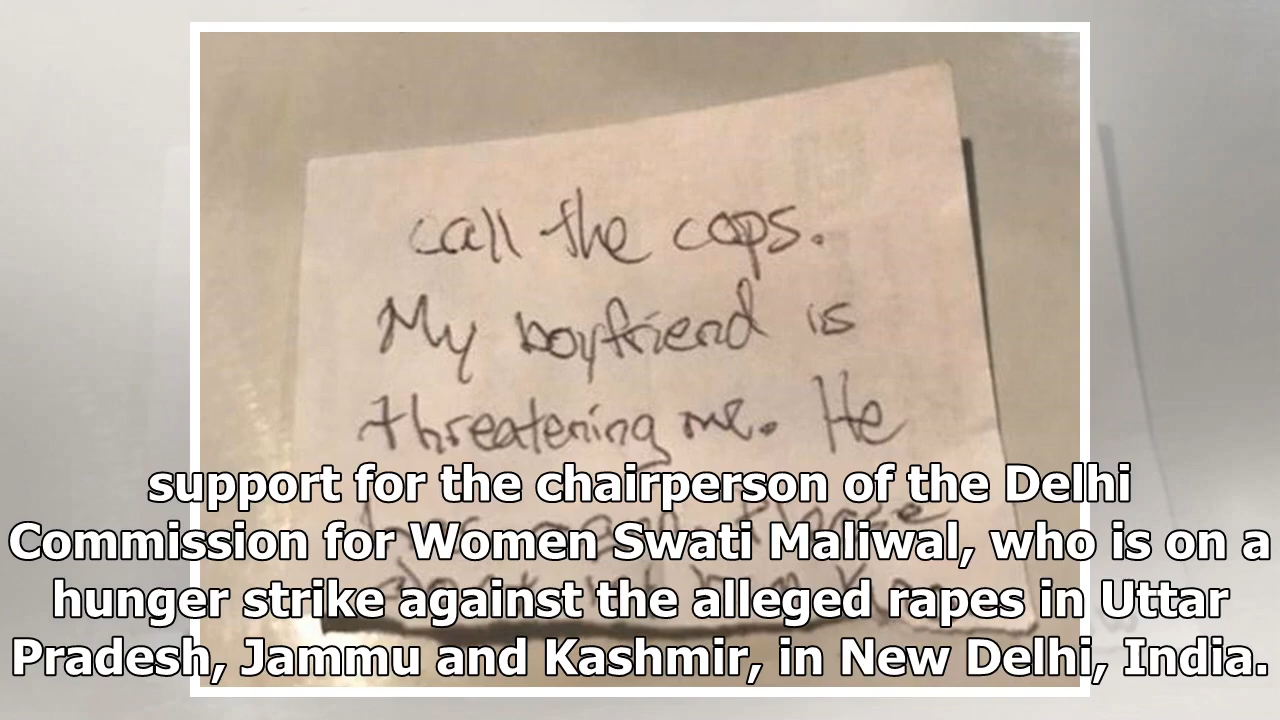 call the cops.
My boyfriend is
threatening me. He
support for the chairperson of the Delhi
Please
Commission for Women Swati Maliwal, who is on a
hunger strike against the alleged rapes in Uttar
Pradesh, Jammu and Kashmir, in New Delhi, India.